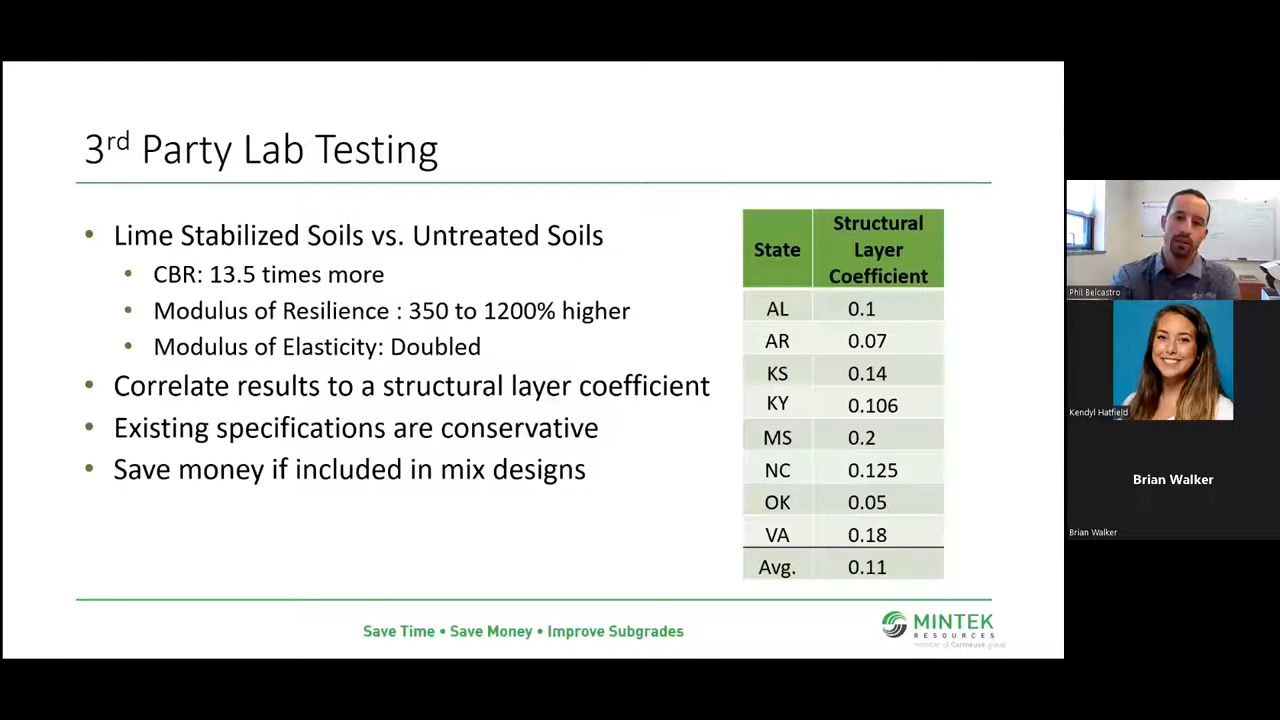 3rd Party Lab Testing
• Lime Stabilized Soils vs. Untreated Soils
• CBR: 13.5 times more
• Modulus of Resilience : 350 to 1200% higher
• Modulus of Elasticity: Doubled
• Correlate results to a structural layer coefficient
• Existing specifications are conservative
• Save money if included in mix designs
State Structural Layer Coefficient
AL 0.1
AR 0.07
KS 0.14
KY 0.106
MS 0.2
NC 0.125
OK 0.05
VA 0.18
Avg. 0.11
Save Time • Save Money • Improve Subgrades
MINTEK
RESOURCES
member of Carmeuse group
Phil Belcastro
Kendyl Hatfield
Brian Walker
Brian Walker